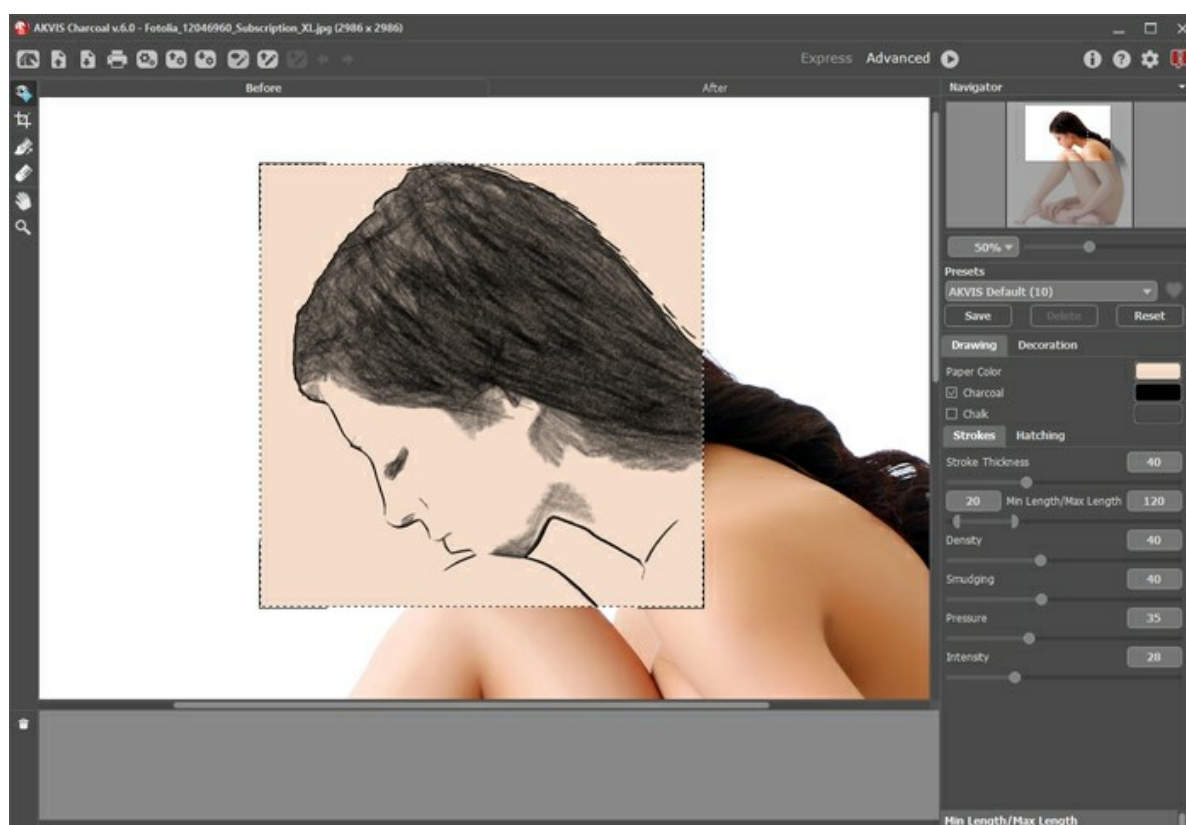 AKVIS Charcoal v.6.0 - Fotolia_12046960_Subscription_XL.jpg (2986 x 2986)
Express Advanced
Before After
Navigator
50%
Presets
AKVIS Default (10)
Save Delete Reset
Drawing Decoration
Paper Color
Charcoal
Chalk
Strokes Hatching
Stroke Thickness 40
20 Min Length/Max Length 120
Density 40
Smudging 40
Pressure 35
Intensity 28
Min Length/Max Length